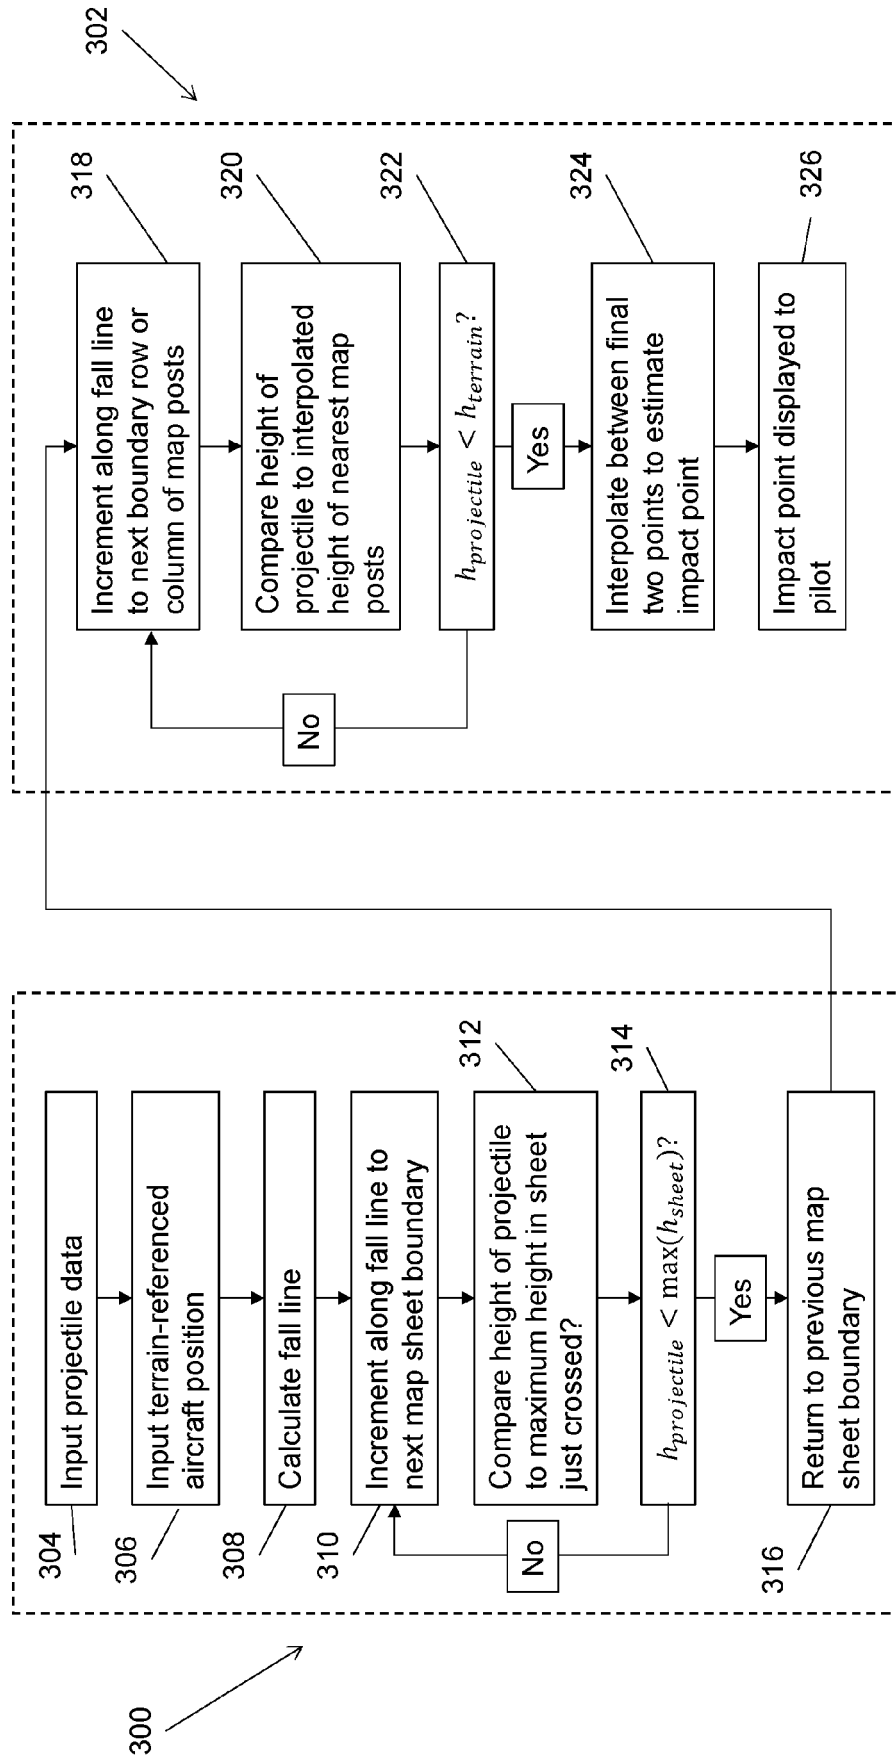 300
304
Input projectile data
306
Input terrain-referenced
aircraft position
308
Calculate fall line
310
Increment along fall line to
next map sheet boundary
312
Compare height of projectile
to maximum height in sheet
just crossed?
314
h_projectile < max(h_sheet)?
No
Yes
316
Return to previous map
sheet boundary
302
318
Increment along fall line
to next boundary row or
column of map posts
320
Compare height of
projectile to interpolated
height of nearest map
posts
322
h_projectile < h_terrain?
No
Yes
324
Interpolate between final
two points to estimate
impact point
326
Impact point displayed to
pilot